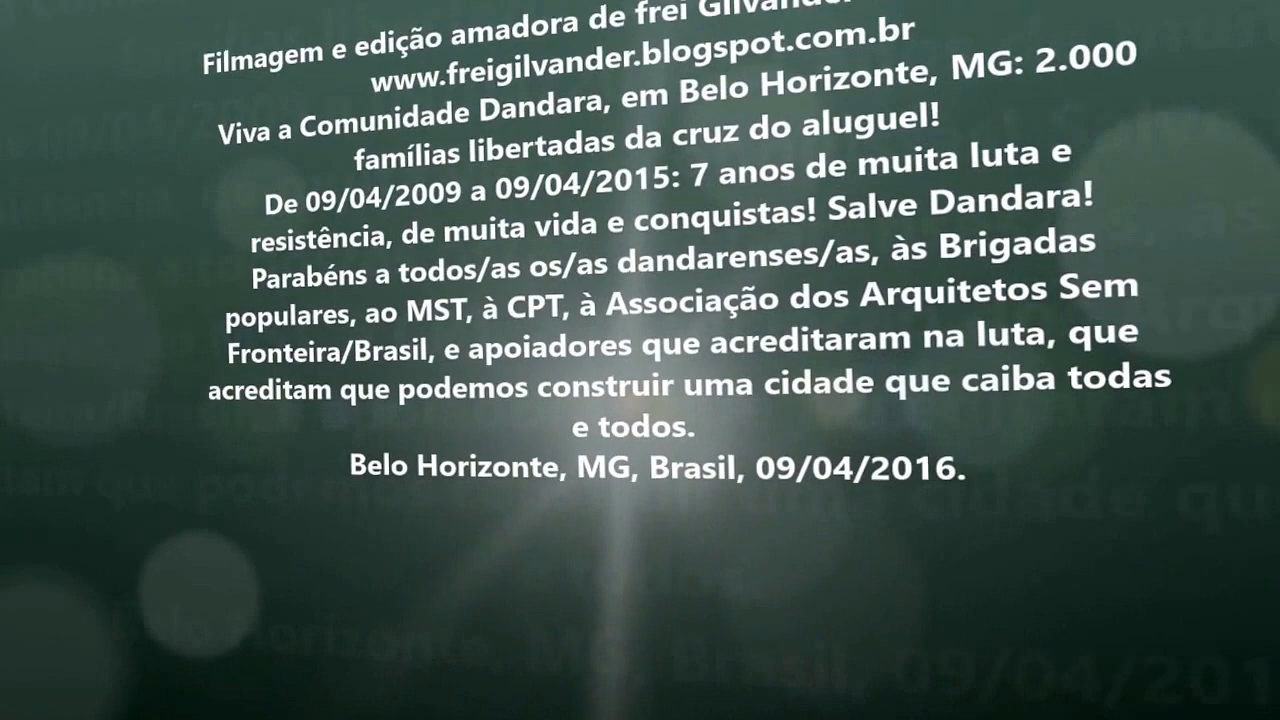 Filmagem e edição amadora de frei Gilvander
www.freigilvander.blogspot.com.br
Viva a Comunidade Dandara, em Belo Horizonte, MG: 2.000
famílias libertadas da cruz do aluguel!
De 09/04/2009 a 09/04/2015: 7 anos de muita luta e
resistência, de muita vida e conquistas! Salve Dandara!
Parabéns a todos/as os/as dandarenses/as, às Brigadas
populares, ao MST, à CPT, à Associação dos Arquitetos Sem
Fronteira/Brasil, e apoiadores que acreditaram na luta, que
acreditam que podemos construir uma cidade que caiba todas
e todos.
Belo Horizonte, MG, Brasil, 09/04/2016.